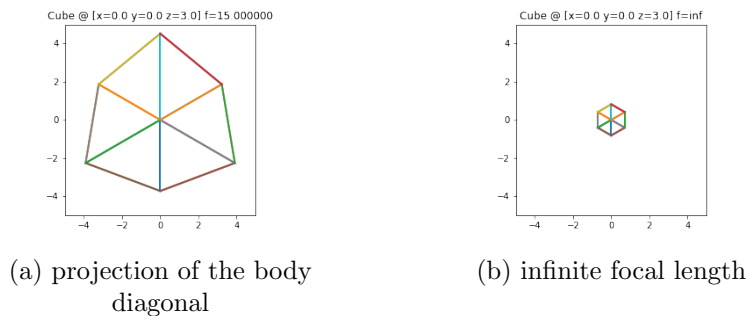 Cube @ [x=0.0 y=0.0 z=3.0] f=15.000000
4
2
0
−2
−4
−4 −2 0 2 4
(a) projection of the body
diagonal
Cube @ [x=0.0 y=0.0 z=3.0] f=inf
4
2
0
−2
−4
−4 −2 0 2 4
(b) infinite focal length